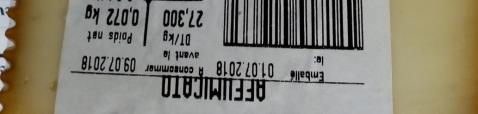 AFFUMICATO
Emballé 01.07.2018 A consommer 09.07.2018
le: avant le
DT/kg Poids net
27,300 0,072 kg